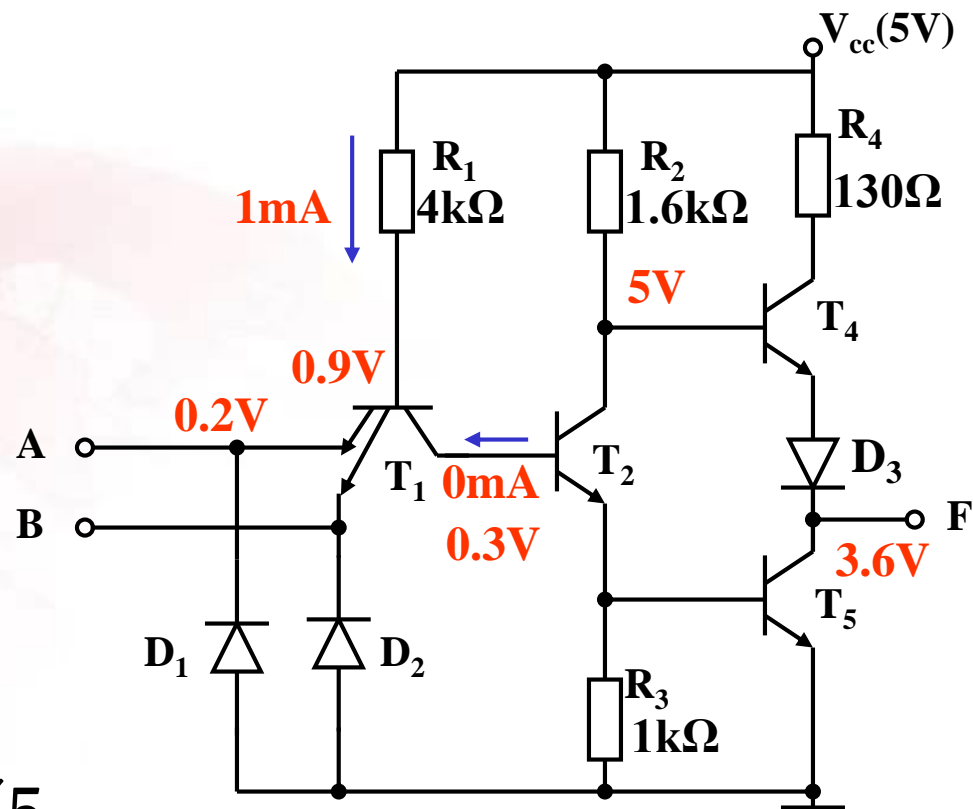 Vcc(5V)
R1
4kΩ
1mA
R2
1.6kΩ
R4
130Ω
5V
T4
0.9V
0.2V
A
T1
0mA
0.3V
T2
D3
B
F
3.6V
T5
D1
D2
R3
1kΩ